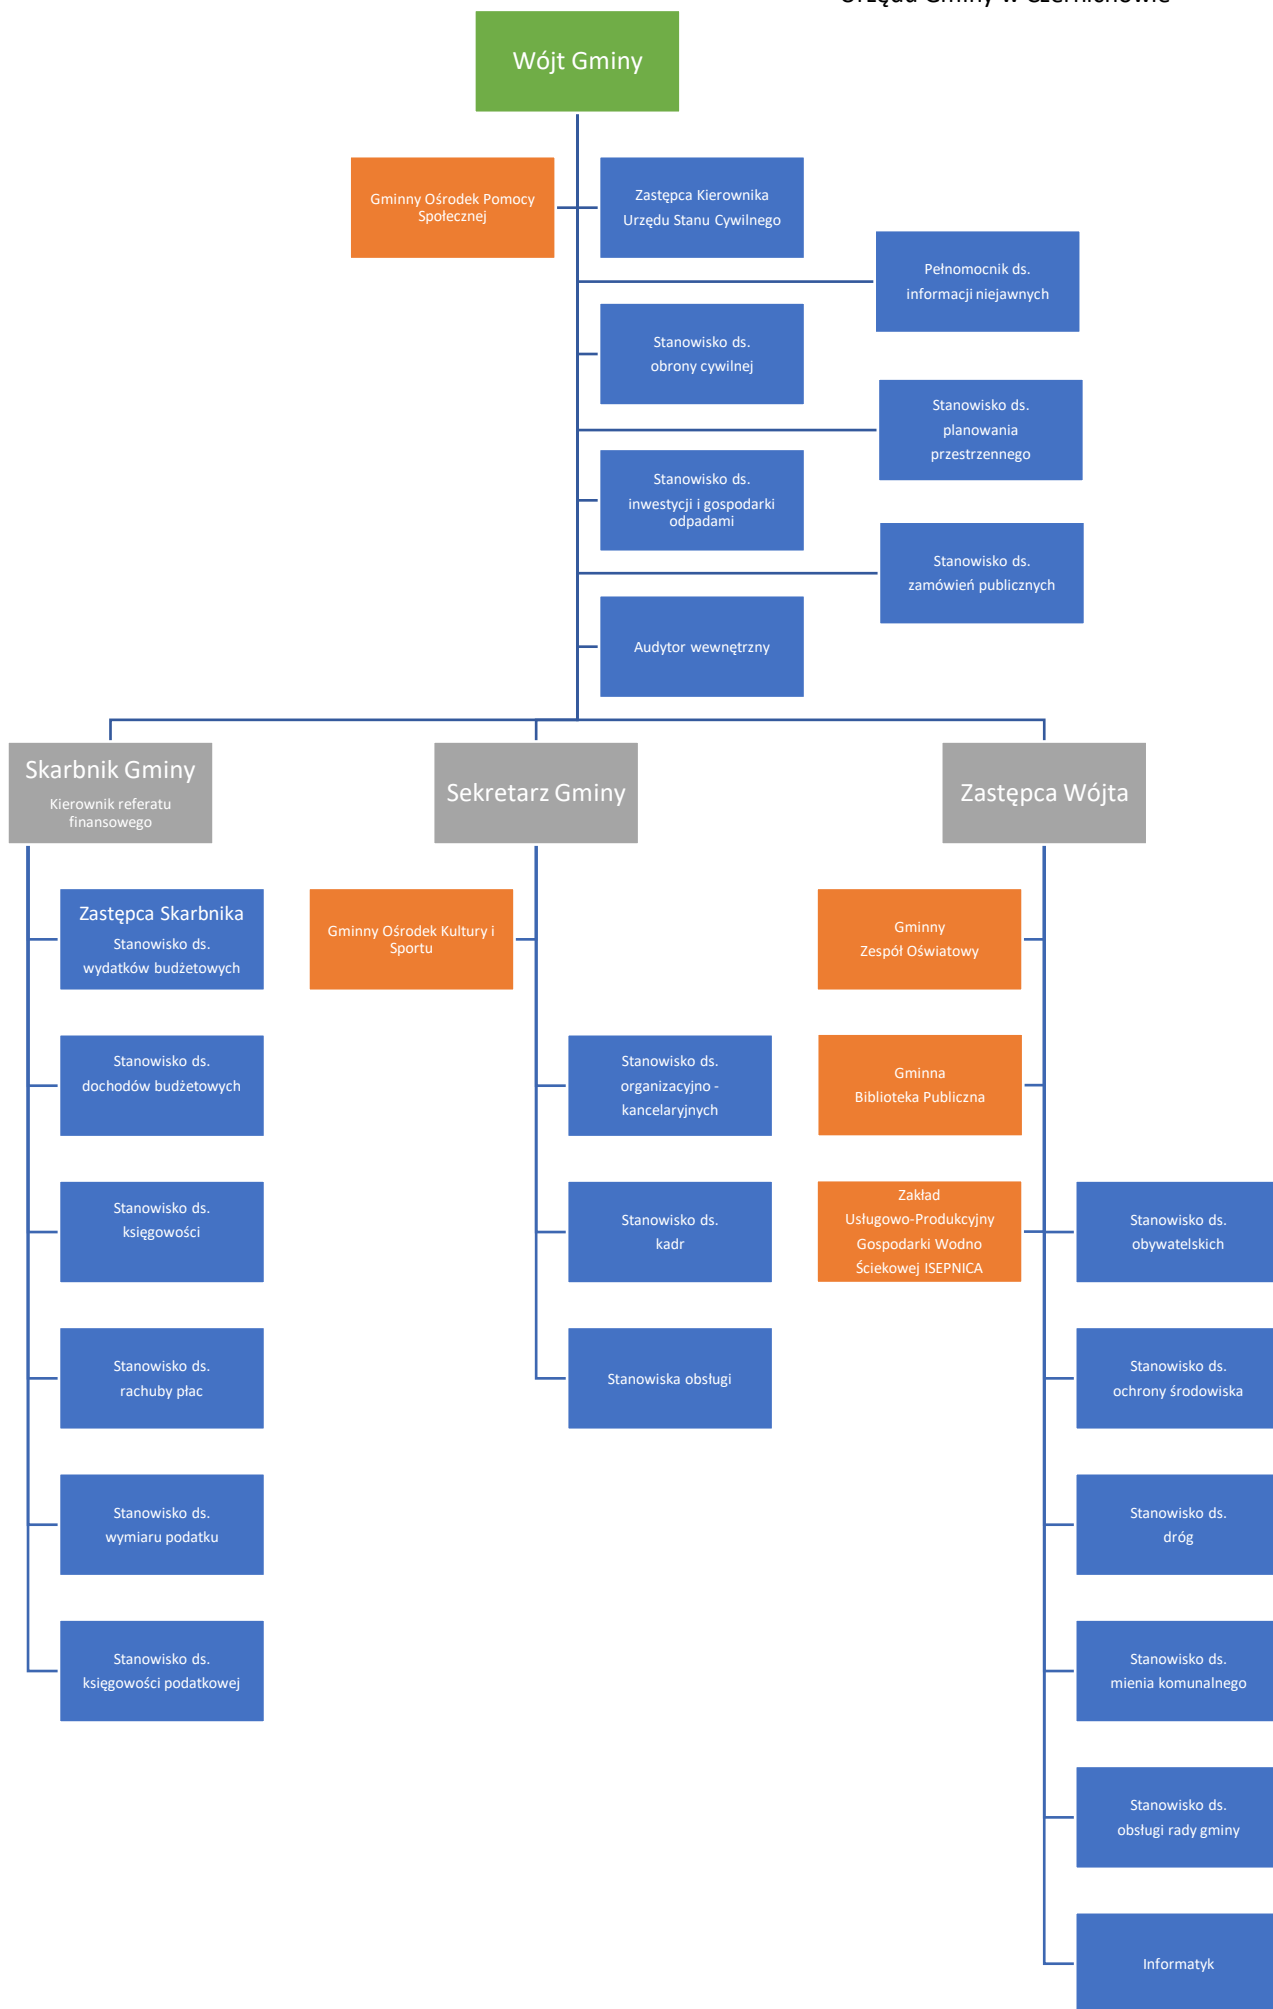 Urzędu Gminy w Czernichowie
Wójt Gminy
Gminny Ośrodek Pomocy
Społecznej
Zastępca Kierownika
Urzędu Stanu Cywilnego
Pełnomocnik ds.
informacji niejawnych
Stanowisko ds.
obrony cywilnej
Stanowisko ds.
planowania
przestrzennego
Stanowisko ds.
inwestycji i gospodarki
odpadami
Stanowisko ds.
zamówień publicznych
Audytor wewnętrzny
Skarbnik Gminy
Kierownik referatu
finansowego
Sekretarz Gminy
Zastępca Wójta
Zastępca Skarbnika
Stanowisko ds.
wydatków budżetowych
Gminny Ośrodek Kultury i
Sportu
Gminny
Zespół Oświatowy
Stanowisko ds.
dochodów budżetowych
Stanowisko ds.
organizacyjno -
kancelaryjnych
Gminna
Biblioteka Publiczna
Stanowisko ds.
księgowości
Stanowisko ds.
kadr
Zakład
Usługowo-Produkcyjny
Gospodarki Wodno
Ściekowej ISEPNICA
Stanowisko ds.
obywatelskich
Stanowisko ds.
rachuby płac
Stanowiska obsługi
Stanowisko ds.
ochrony środowiska
Stanowisko ds.
wymiaru podatku
Stanowisko ds.
dróg
Stanowisko ds.
księgowości podatkowej
Stanowisko ds.
mienia komunalnego
Stanowisko ds.
obsługi rady gminy
Informatyk